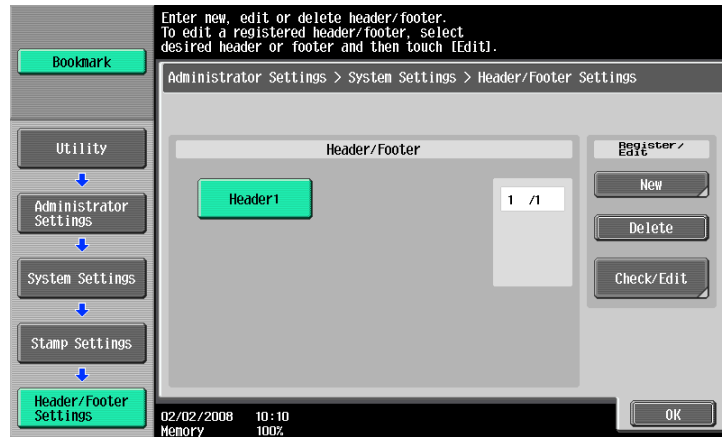 Enter new, edit or delete header/footer.
To edit a registered header/footer, select
desired header or footer and then touch [Edit].
Bookmark
Administrator Settings > System Settings > Header/Footer Settings
Utility
Administrator
Settings
System Settings
Stamp Settings
Header/Footer
Settings
Header/Footer
Header1
1 /1
Register/
Edit
New
Delete
Check/Edit
02/02/2008 10:10
Memory 100%
OK